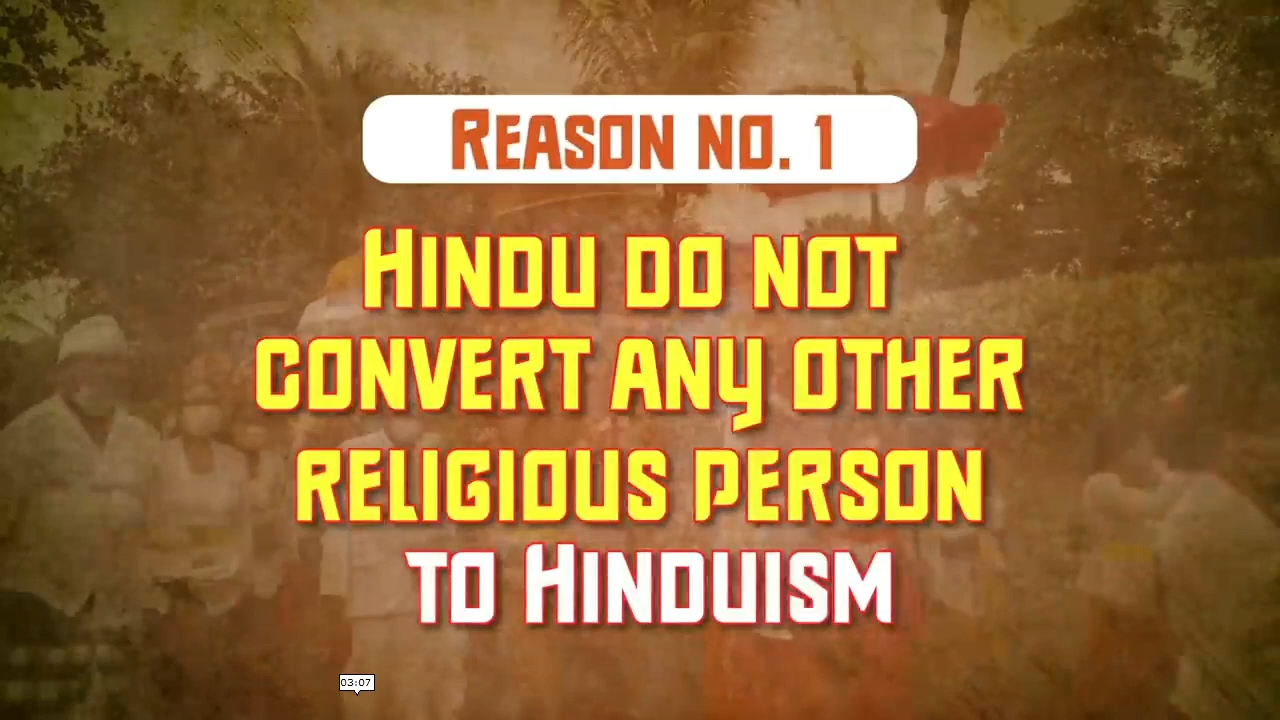 Reason no. 1
Hindu do not
convert any other
religious person
to Hinduism
03:07